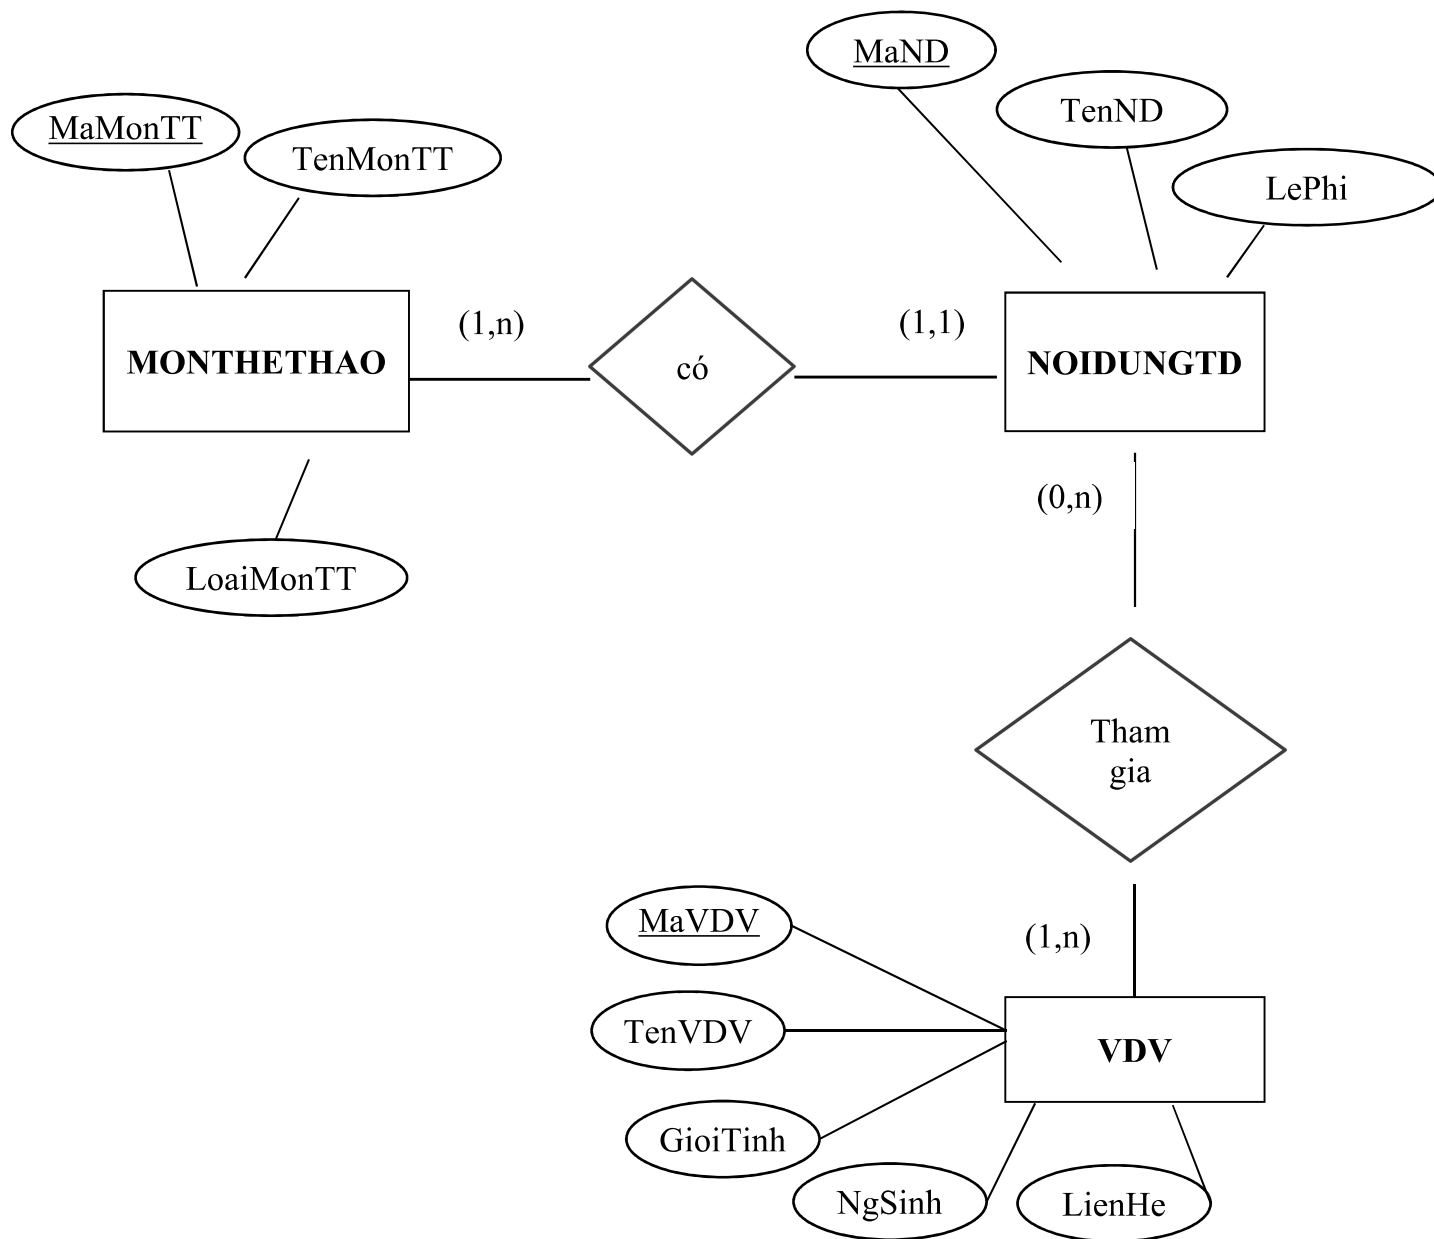 MaND
TenND
MaMonTT
TenMonTT
LePhi
(1,n)
(1,1)
MONTHETHAO
có
NOIDUNGTD
(0,n)
LoaiMonTT
Tham
gia
MaVDV
(1,n)
TenVDV
VDV
GioiTinh
NgSinh
LienHe